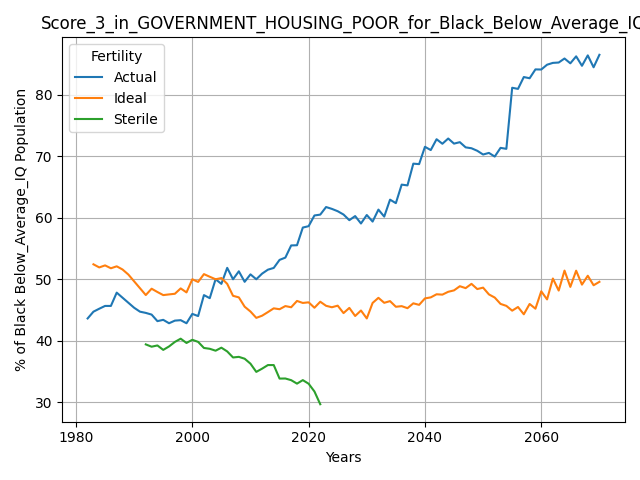 Score_3_in_GOVERNMENT_HOUSING_POOR_for_Black_Below_Average_IQ
Fertility
Actual
Ideal
Sterile
% of Black Below_Average_IQ Population
80
70
60
50
40
30
1980
2000
2020
2040
2060
Years